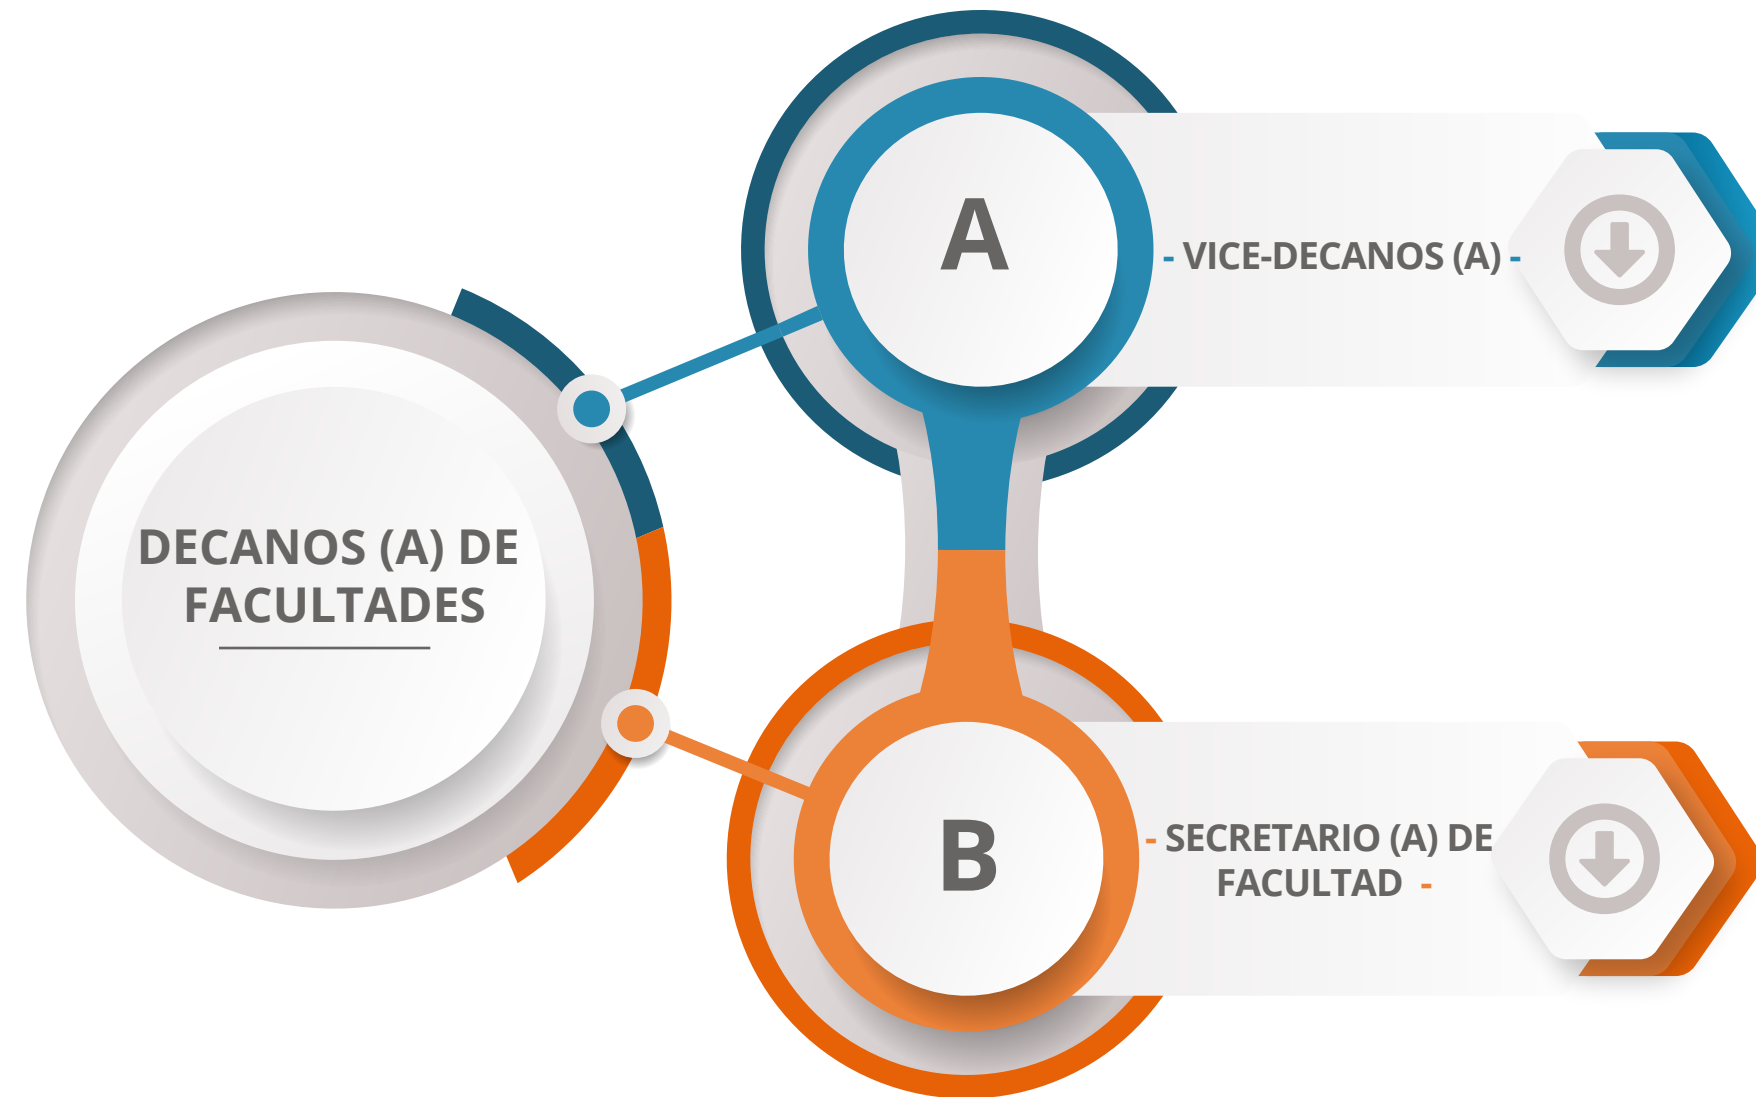 DECANOS (A) DE
FACULTADES
A
- VICE-DECANOS (A) -
B
- SECRETARIO (A) DE
FACULTAD -